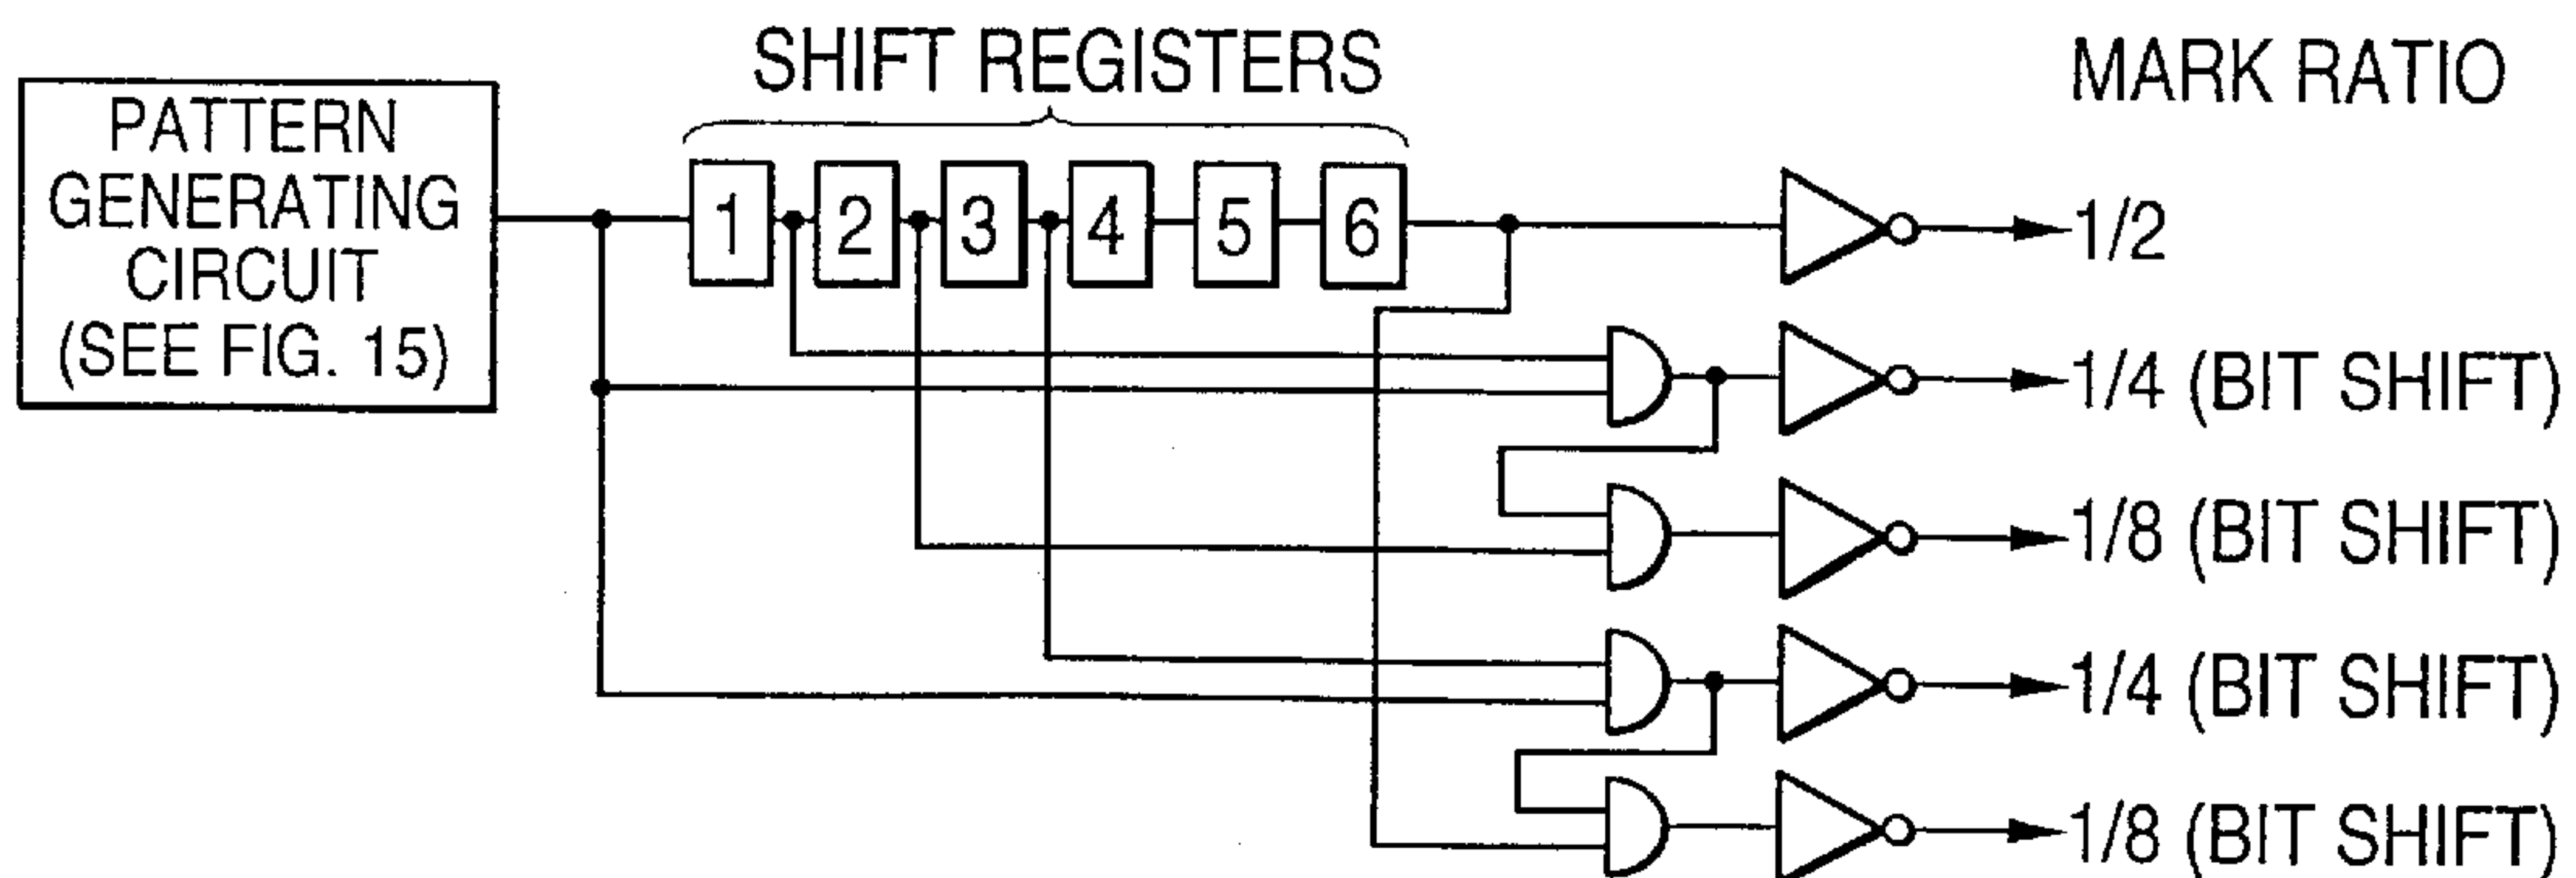 SHIFT REGISTERS
MARK RATIO
PATTERN
GENERATING
CIRCUIT
(SEE FIG. 15)
1 2 3 4 5 6
1/2
1/4 (BIT SHIFT)
1/8 (BIT SHIFT)
1/4 (BIT SHIFT)
1/8 (BIT SHIFT)